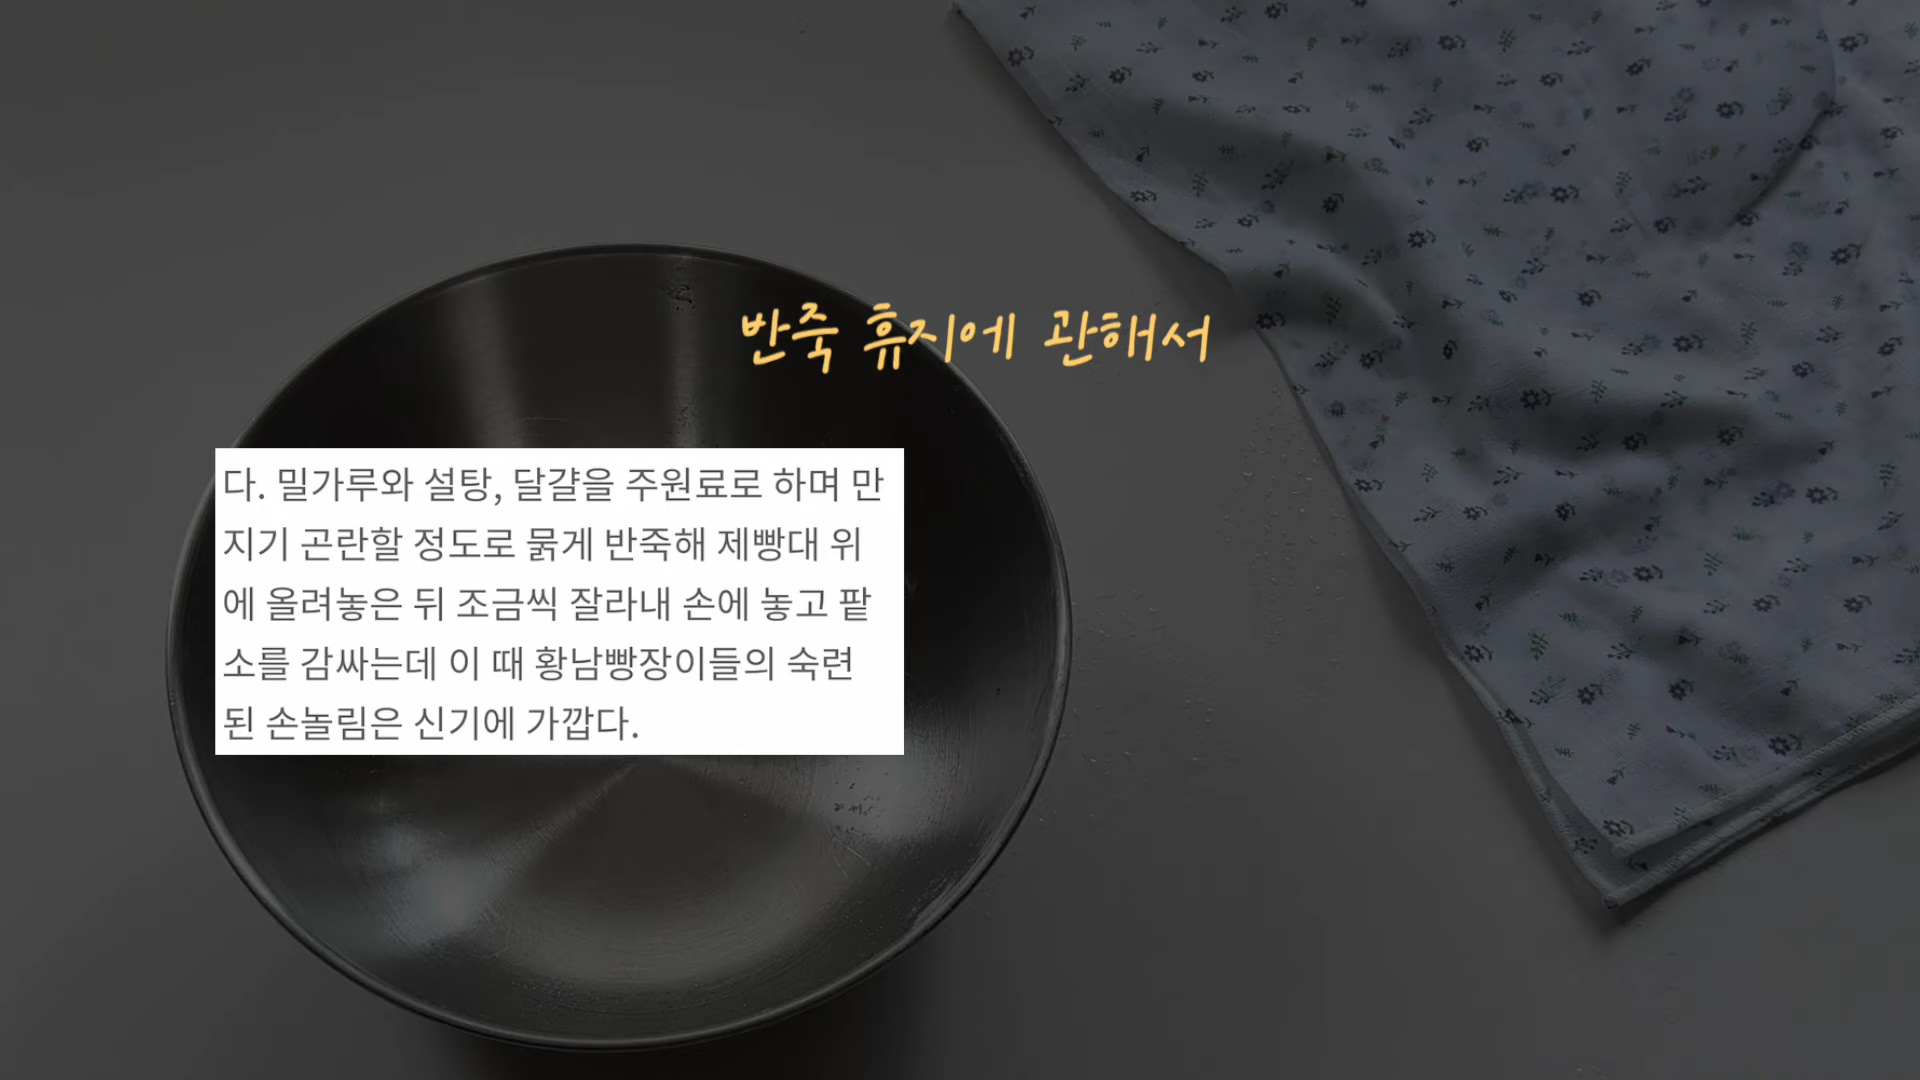 반죽 휴지에 관해서
다. 밀가루와 설탕, 달걀을 주원료로 하며 만
지기 곤란할 정도로 묽게 반죽해 제빵대 위
에 올려놓은 뒤 조금씩 잘라내 손에 놓고 팥
소를 감싸는데 이 때 황남빵장이들의 숙련
된 손놀림은 신기에 가깝다.